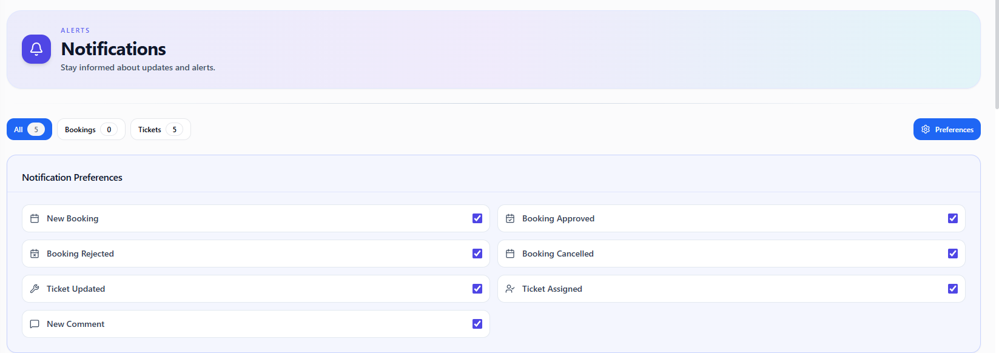 ALERTS
Notifications
Stay informed about updates and alerts.
All 5 Bookings 0 Tickets 5 Preferences
Notification Preferences
New Booking Booking Approved
Booking Rejected Booking Cancelled
Ticket Updated Ticket Assigned
New Comment